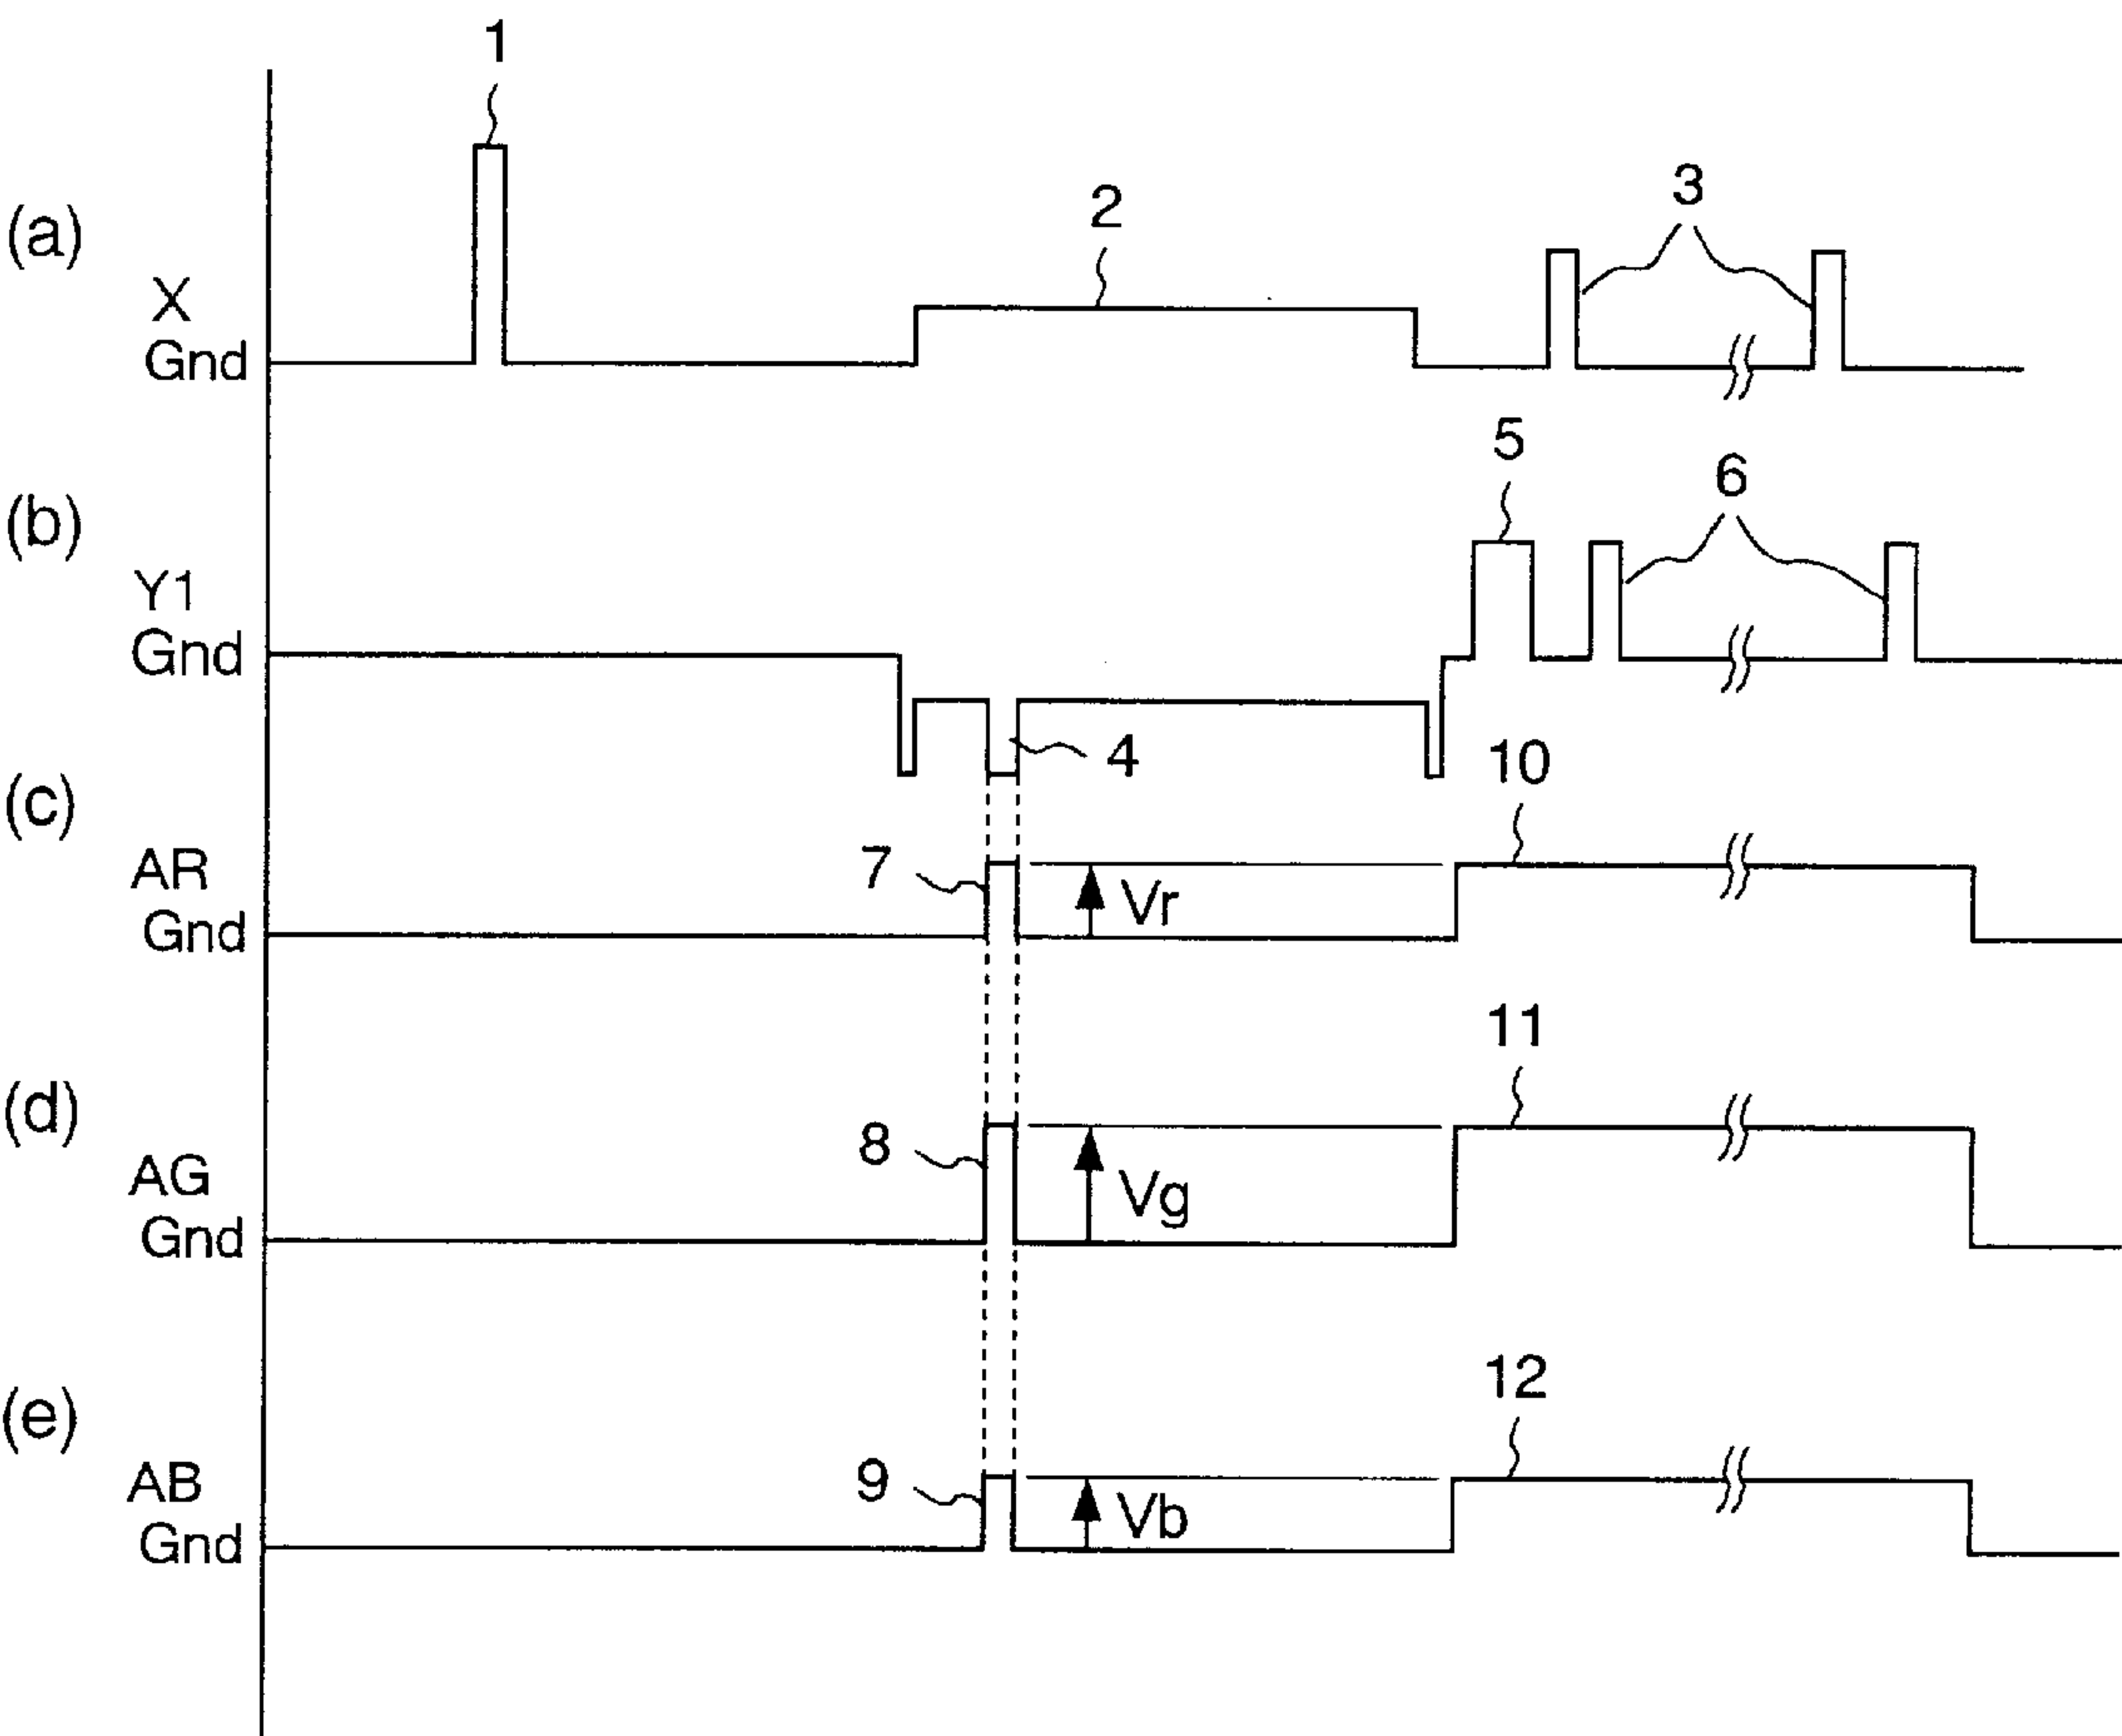 1
(a)
2
3
X
Gnd
5
(b)
6
Y1
Gnd
4
(c)
10
AR
7
Vr
Gnd
11
(d)
8
AG
Vg
Gnd
12
(e)
AB
9
Vb
Gnd